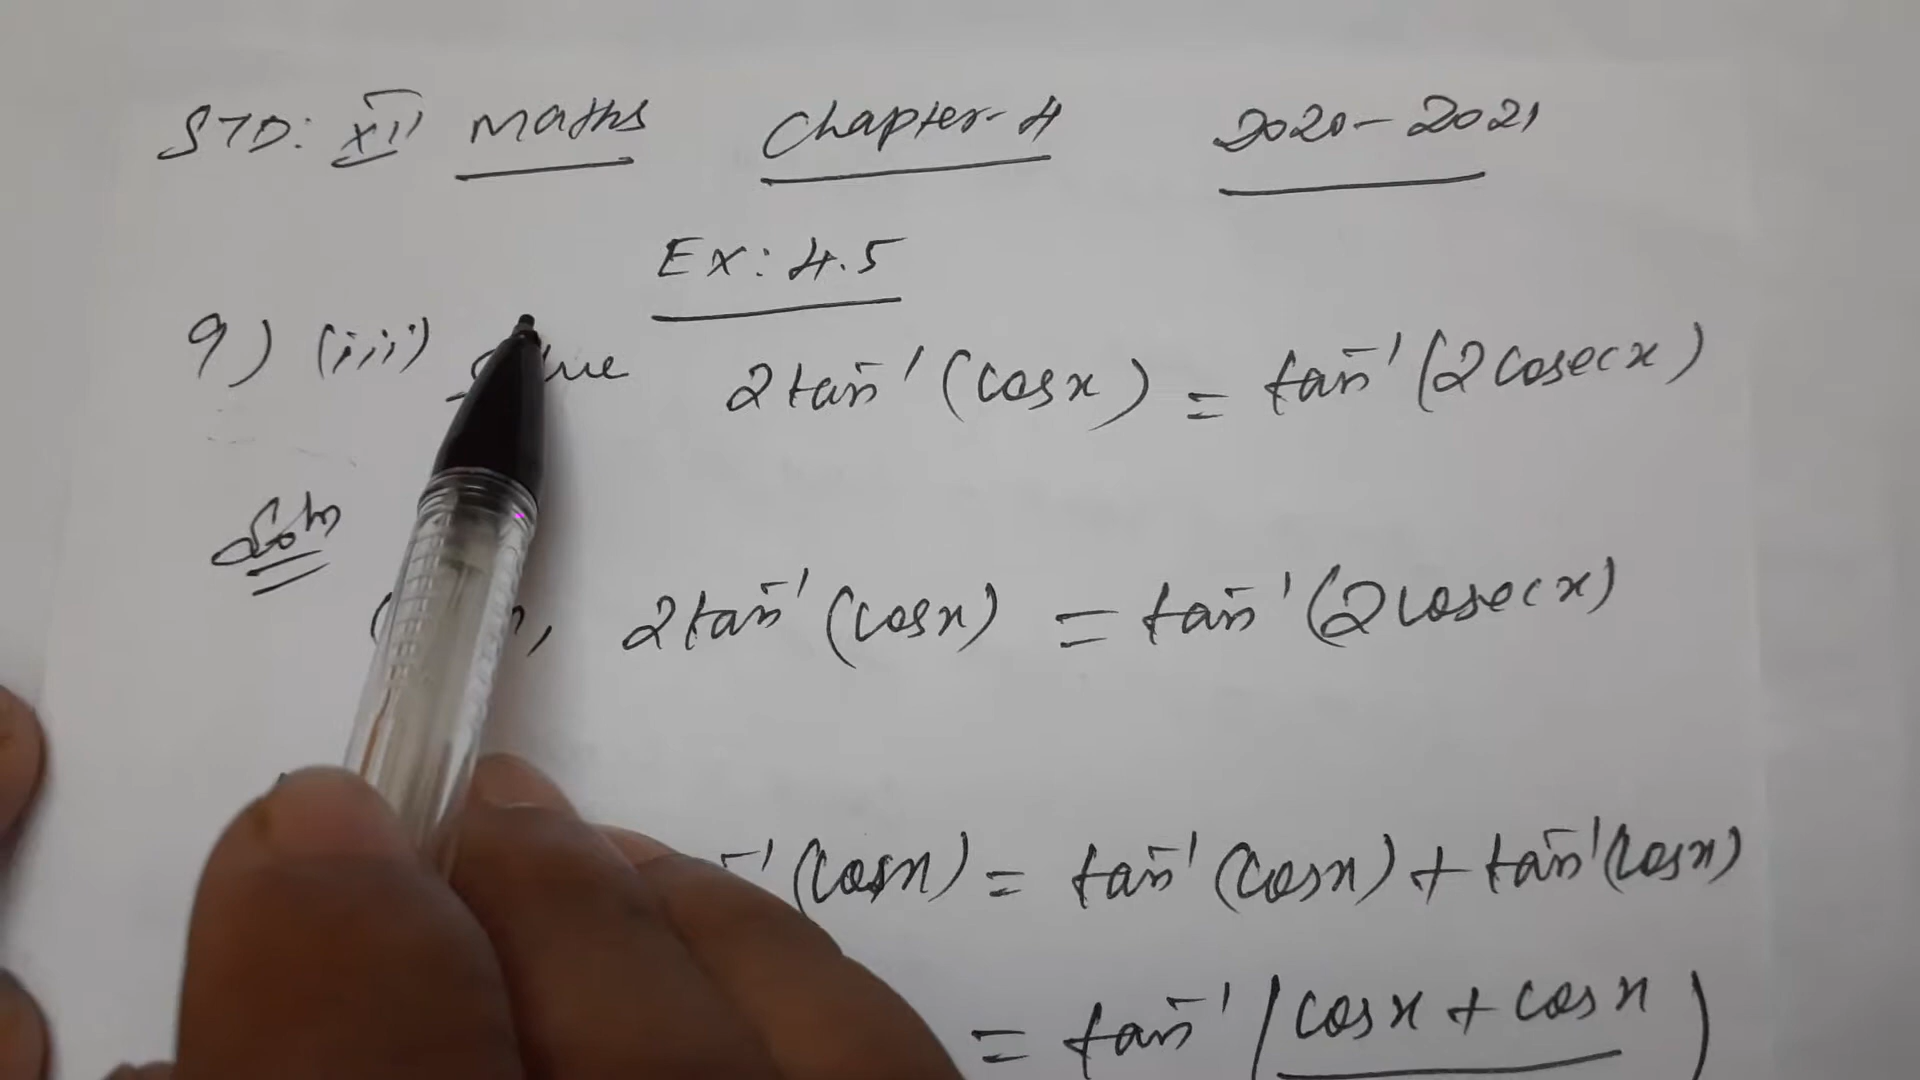 STD: XII Maths Chapter-4 2020-2021
Ex: 4.5
9) (iii) 2tan⁻¹(cosx) = tan⁻¹(2cosecx)
Soln
2tan⁻¹(cosx) = tan⁻¹(2cosecx)
⁻¹(cosx) = tan⁻¹(cosx) + tan⁻¹(cosx)
= tan⁻¹(cosx + cosx)